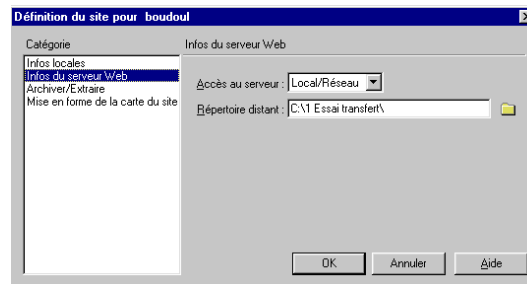 Définition du site pour boudoul
Catégorie
Infos du serveur Web
Infos locales
Infos du serveur Web
Archiver/Extraire
Mise en forme de la carte du site
Accès au serveur : Local/Réseau
Répertoire distant : C:\1 Essai transfert\
OK Annuler Aide